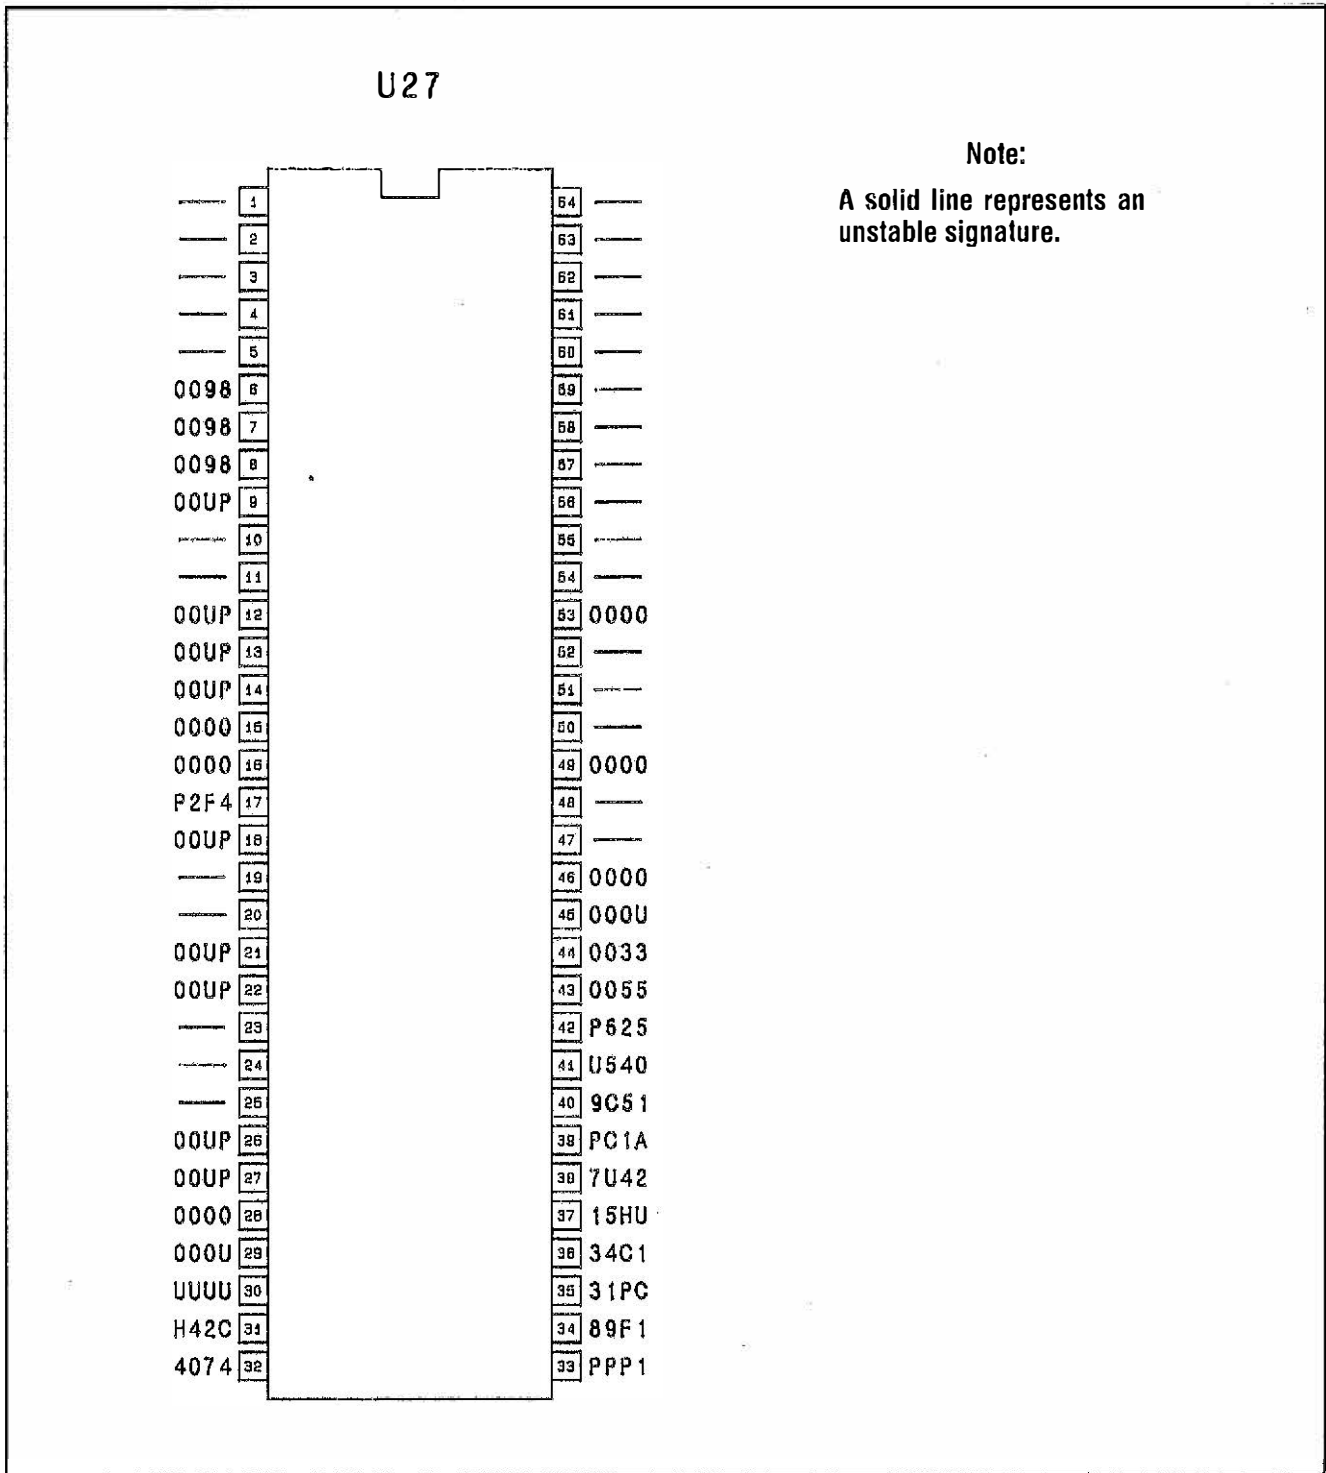 U27
Note:
A solid line represents an
unstable signature.
1 64
2 63
3 62
4 61
5 60
0098 6 59
0098 7 58
0098 8 57
00UP 9 56
10 55
11 54
00UP 12 53 0000
00UP 13 52
00UP 14 51
0000 15 50
0000 16 49 0000
P2F4 17 48
00UP 18 47
19 46 0000
20 45 000U
00UP 21 44 0033
00UP 22 43 0055
23 42 P625
24 41 U540
25 40 9C51
00UP 26 39 PC1A
00UP 27 38 7U42
0000 28 37 15HU
000U 29 36 34C1
UUUU 30 35 31PC
H42C 31 34 89F1
4074 32 33 PPP1